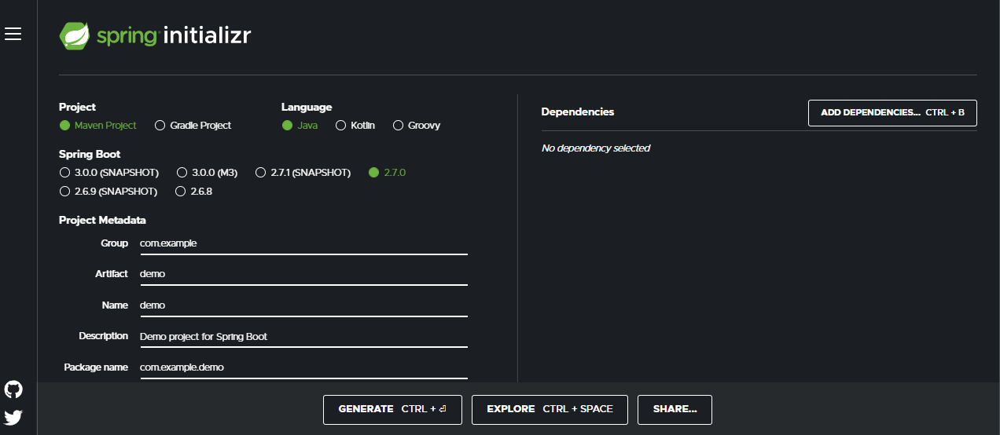 spring initializr
Project
Maven Project Gradle Project
Language
Java Kotlin Groovy
Spring Boot
3.0.0 (SNAPSHOT) 3.0.0 (M3) 2.7.1 (SNAPSHOT) 2.7.0
2.6.9 (SNAPSHOT) 2.6.8
Project Metadata
Group com.example
Artifact demo
Name demo
Description Demo project for Spring Boot
Package name com.example.demo
Dependencies ADD DEPENDENCIES... CTRL + B
No dependency selected
GENERATE CTRL + ⏎ EXPLORE CTRL + SPACE SHARE...